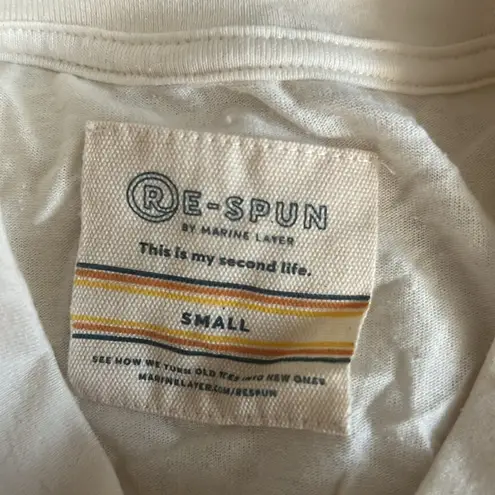 RE-SPUN
BY MARINE LAYER
This is my second life.
SMALL
SEE HOW WE TURN OLD TEES INTO NEW ONES
MARINELAYER.COM/RESPUN